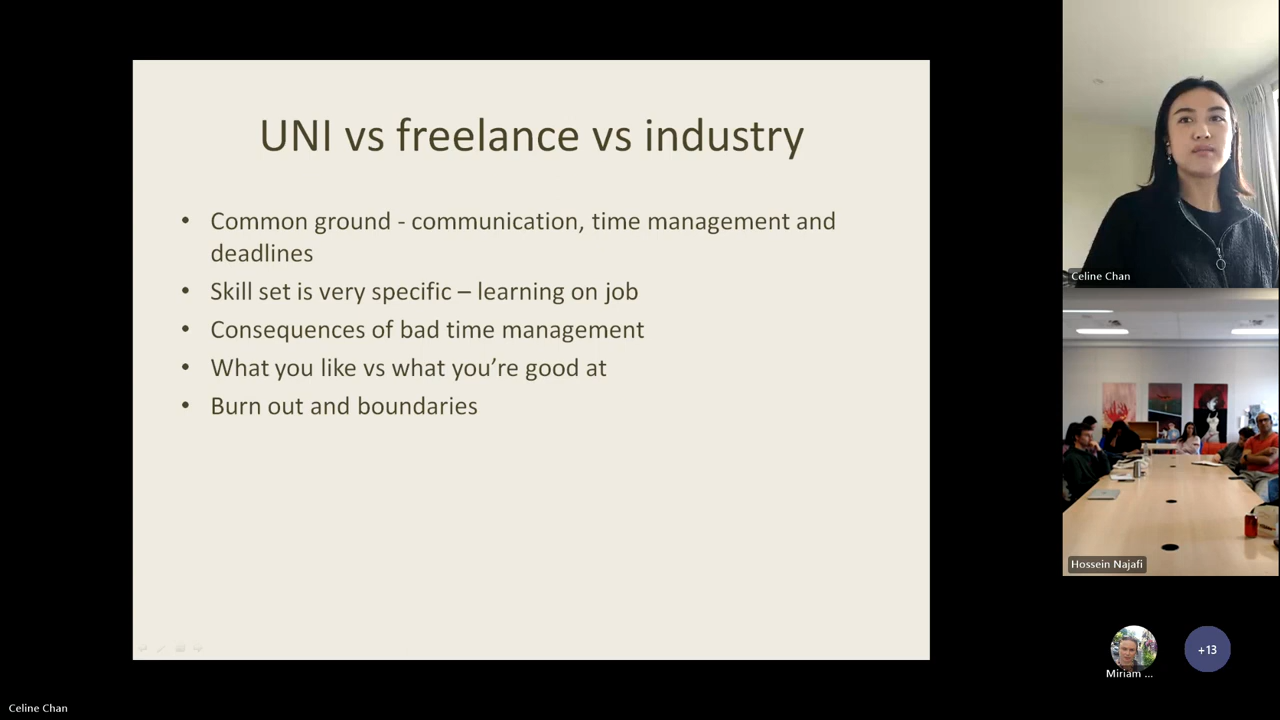 UNI vs freelance vs industry
• Common ground - communication, time management and
deadlines
• Skill set is very specific – learning on job
• Consequences of bad time management
• What you like vs what you’re good at
• Burn out and boundaries
Celine Chan
Hossein Najafi
Miriam ...
+13
Celine Chan